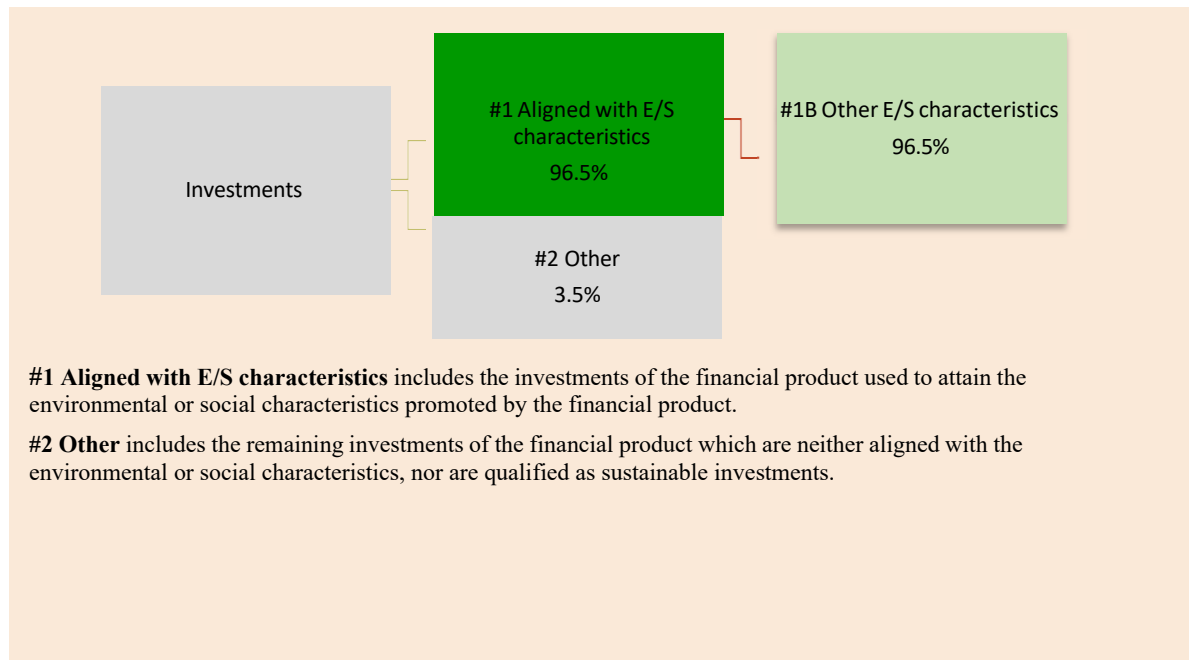 Investments
#1 Aligned with E/S
characteristics
96.5%
#2 Other
3.5%
#1B Other E/S characteristics
96.5%
#1 Aligned with E/S characteristics includes the investments of the financial product used to attain the
environmental or social characteristics promoted by the financial product.
#2 Other includes the remaining investments of the financial product which are neither aligned with the
environmental or social characteristics, nor are qualified as sustainable investments.